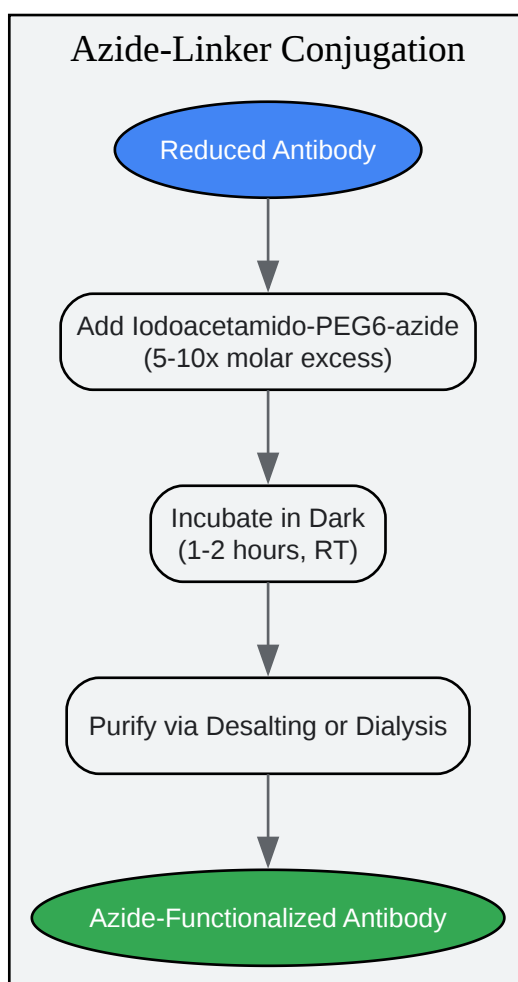 Azide-Linker Conjugation
Reduced Antibody
Add Iodoacetamido-PEG6-azide
(5-10x molar excess)
Incubate in Dark
(1-2 hours, RT)
Purify via Desalting or Dialysis
Azide-Functionalized Antibody